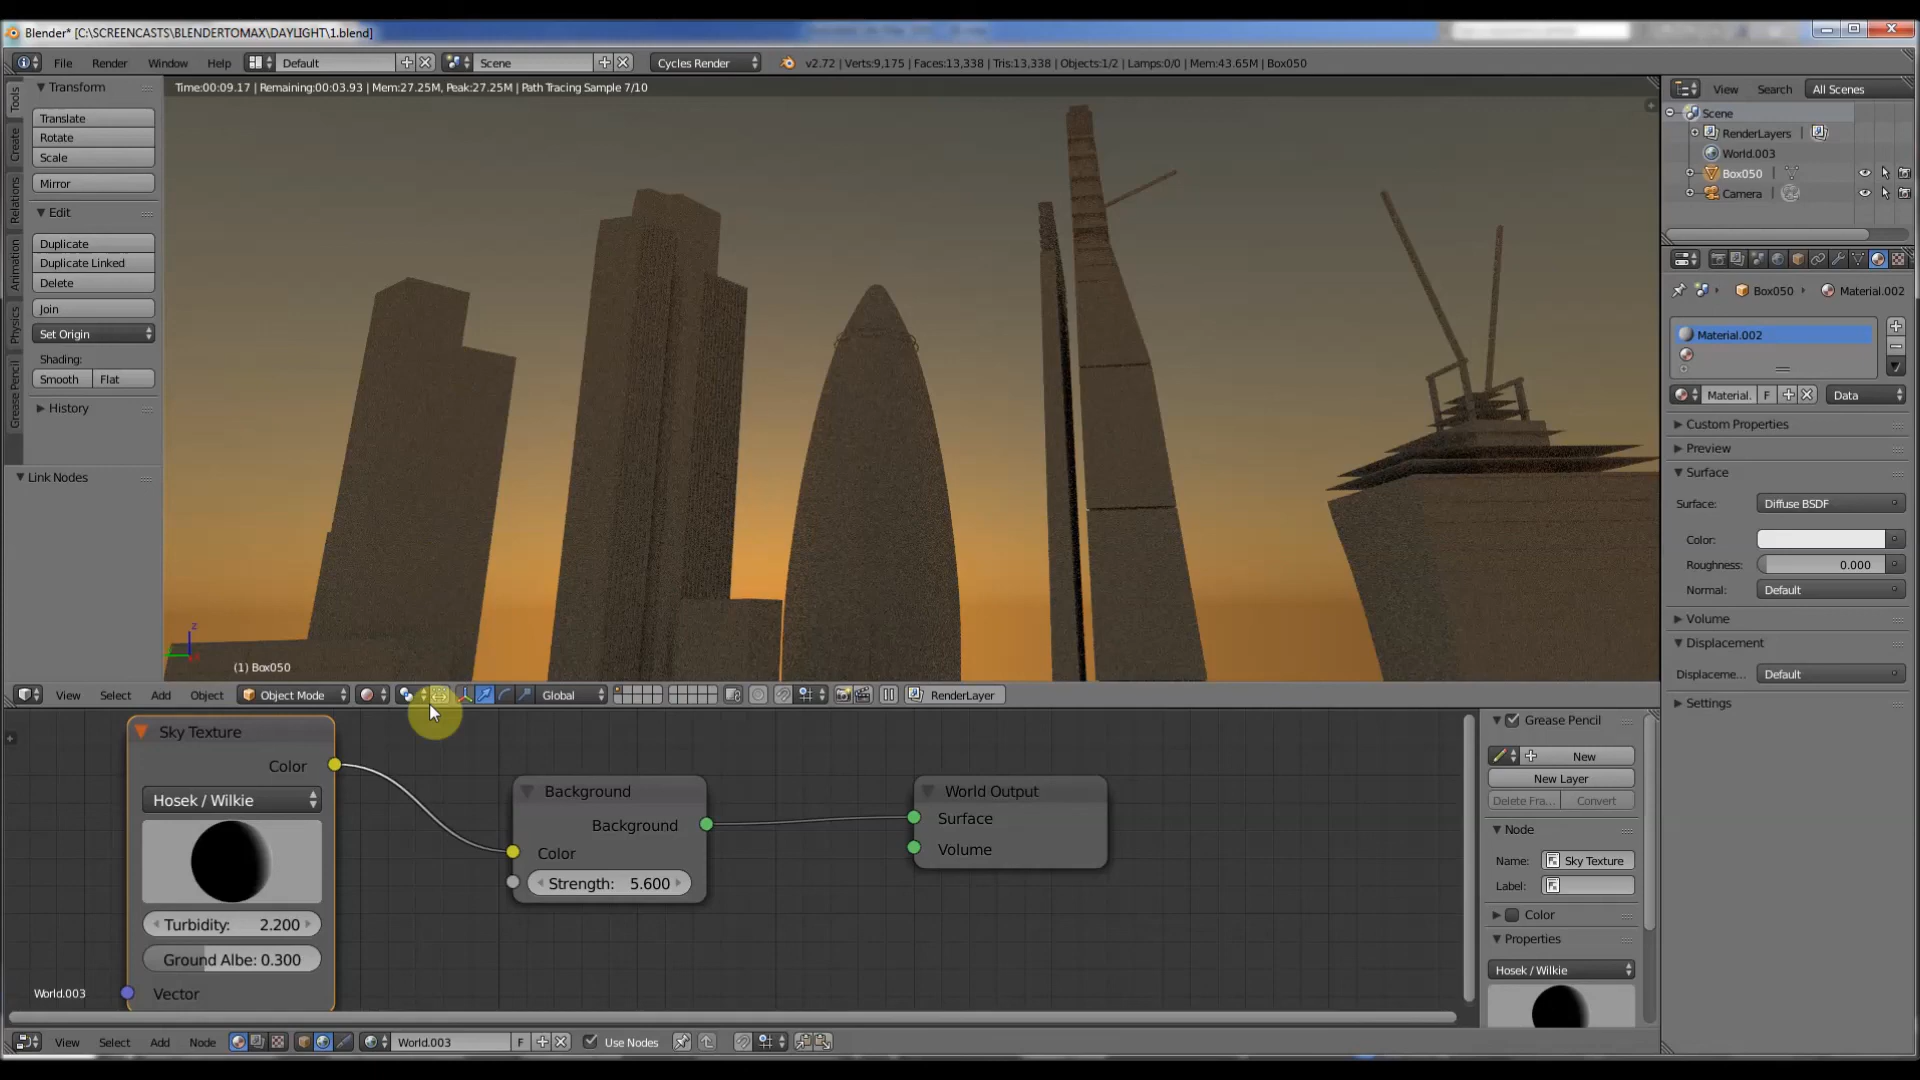 Blender* [C:\SCREENCASTS\BLENDERTOMAX\DAYLIGHT\1.blend]
File Render Window Help Default Scene Cycles Render v2.72 | Verts:9,175 | Faces:13,338 | Tris:13,338 | Objects:1/2 | Lamps:0/0 | Mem:43.65M | Box050
Time:00:09.17 | Remaining:00:03.93 | Mem:27.25M, Peak:27.25M | Path Tracing Sample 7/10
Tools
Create
Relations
Animation
Physics
Grease Pencil
Transform
Translate
Rotate
Scale
Mirror
Edit
Duplicate
Duplicate Linked
Delete
Join
Set Origin
Shading:
Smooth Flat
History
Link Nodes
z
(1) Box050
View Select Add Object Object Mode Global RenderLayer
View Search All Scenes
Scene
RenderLayers
World.003
Box050
Camera
Box050 Material.002
Material.002
Material. F Data
Custom Properties
Preview
Surface
Surface: Diffuse BSDF
Color:
Roughness: 0.000
Normal: Default
Volume
Displacement
Displaceme... Default
Settings
Sky Texture
Color
Hosek / Wilkie
Turbidity: 2.200
Ground Albe: 0.300
Vector
World.003
Background
Background
Color
Strength: 5.600
World Output
Surface
Volume
Grease Pencil
New
New Layer
Delete Fra... Convert
Node
Name: Sky Texture
Label:
Color
Properties
Hosek / Wilkie
View Select Add Node World.003 F Use Nodes